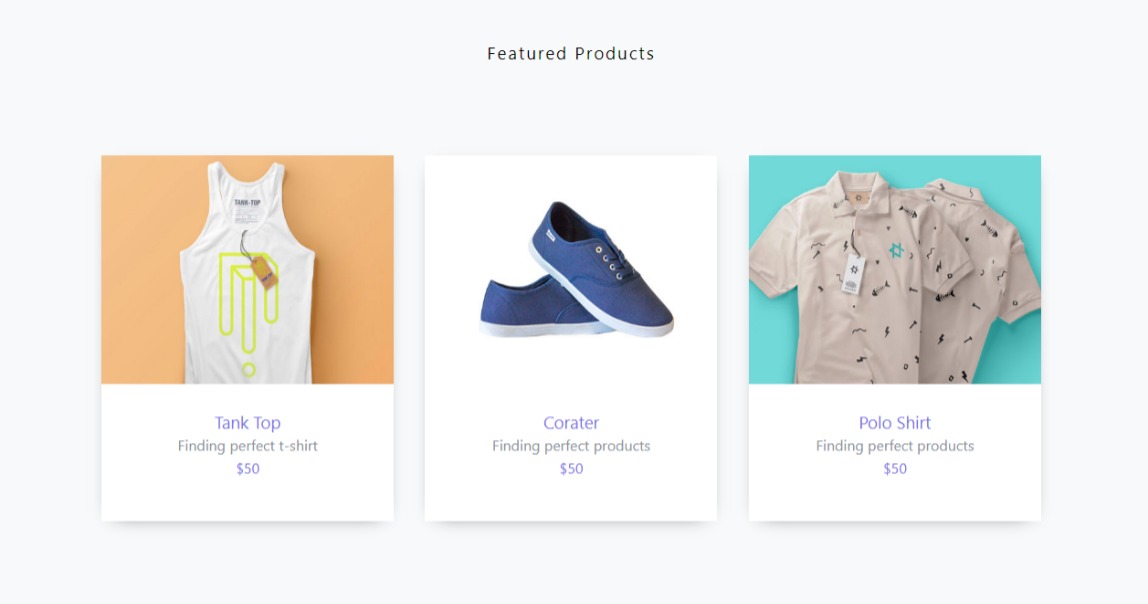 Featured Products
TANK-TOP
Tank Top
Finding perfect t-shirt
$50
Corater
Finding perfect products
$50
Polo Shirt
Finding perfect products
$50